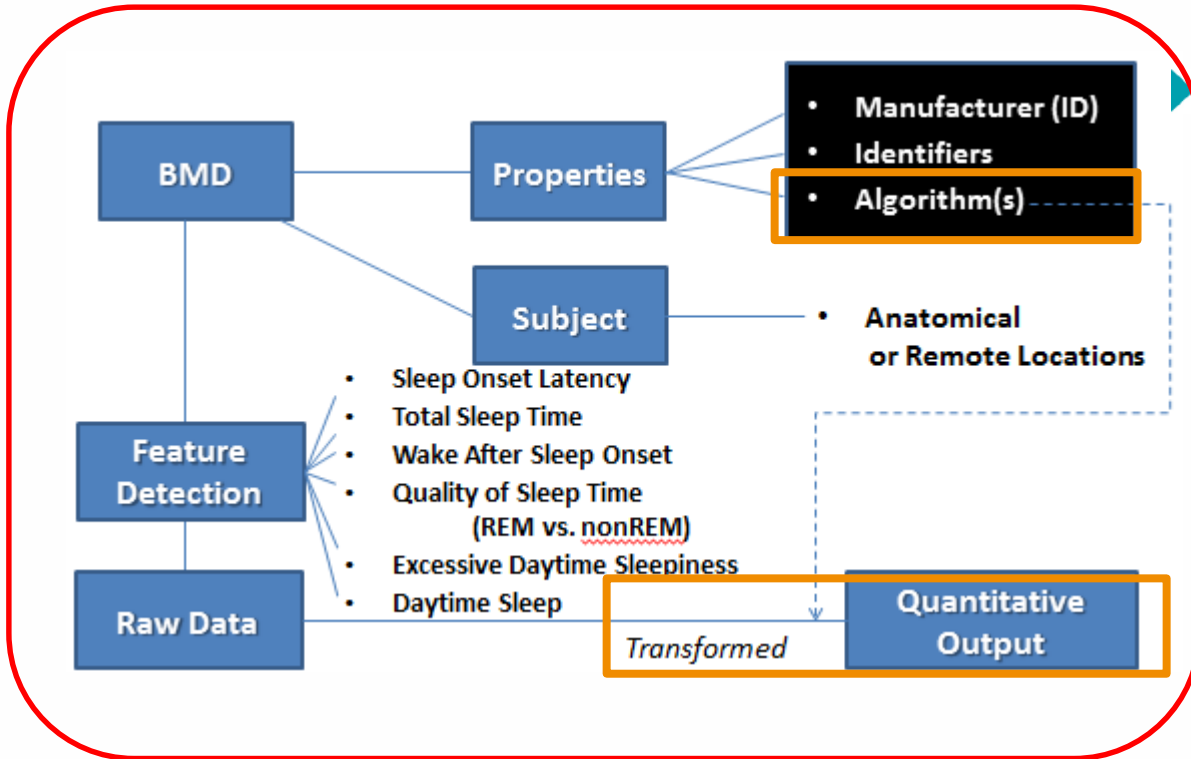 BMD
Properties
• Manufacturer (ID)
• Identifiers
• Algorithm(s)
Subject
• Anatomical
or Remote Locations
Feature
Detection
• Sleep Onset Latency
• Total Sleep Time
• Wake After Sleep Onset
• Quality of Sleep Time
(REM vs. nonREM)
• Excessive Daytime Sleepiness
• Daytime Sleep
Raw Data
Transformed
Quantitative
Output